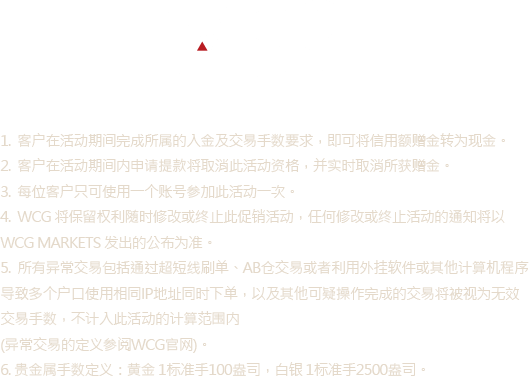 1. 客户在活动期间完成所属的入金及交易手数要求，即可将信用额赠金转为现金。
2. 客户在活动期间内申请提款将取消此活动资格，并实时取消所获赠金。
3. 每位客户只可使用一个账号参加此活动一次。
4. WCG 将保留权利随时修改或终止此促销活动，任何修改或终止活动的通知将以
WCG MARKETS 发出的公布为准。
5. 所有异常交易包括通过超短线刷单、AB仓交易或者利用外挂软件或其他计算机程序
导致多个户口使用相同IP地址同时下单，以及其他可疑操作完成的交易将被视为无效
交易手数，不计入此活动的计算范围内
(异常交易的定义参阅WCG官网)。
6. 贵金属手数定义：黄金 1标准手100盎司，白银 1标准手2500盎司。